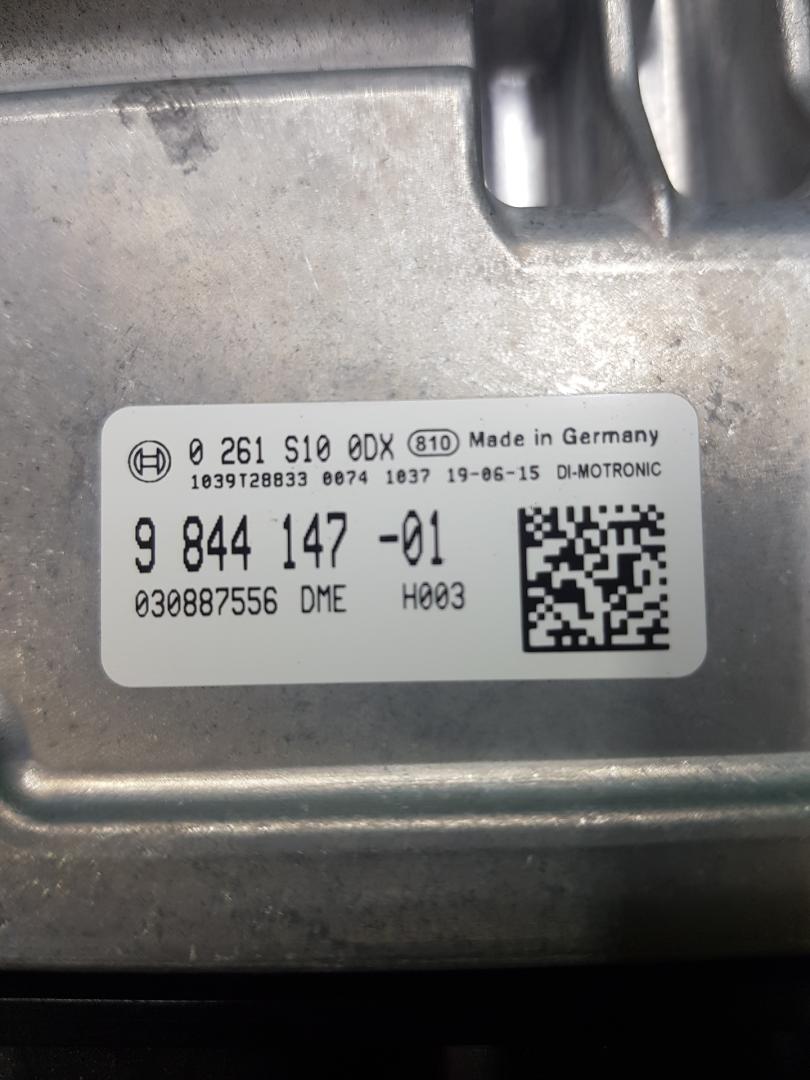 0 261 S10 0DX 810 Made in Germany
1039T28833 0074 1037 19-06-15 DI-MOTRONIC
9 844 147 -01
030887556 DME H003